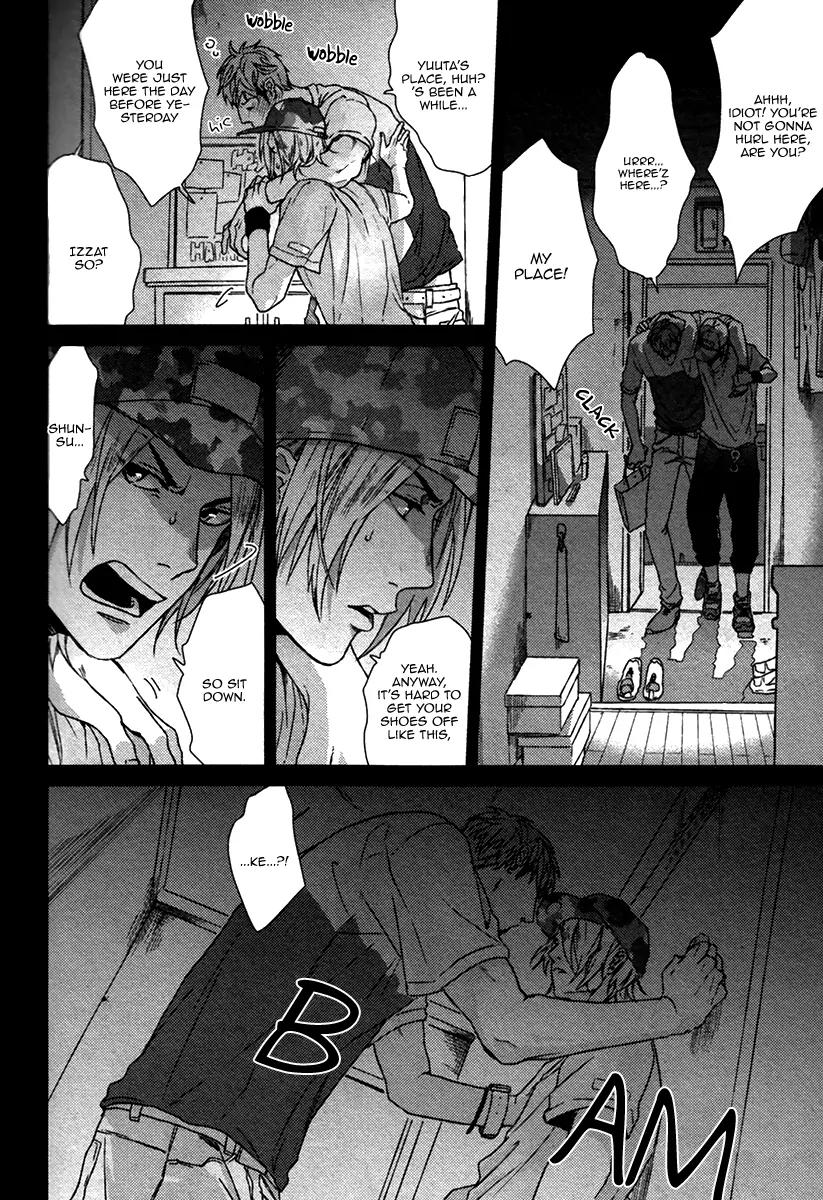 AHHH,
IDIOT! YOU'RE
NOT GONNA
HURL HERE,
ARE YOU?
URRR...
WHERE'Z
HERE...?
MY
PLACE!
CLACK
wobble
wobble
YUUTA'S
PLACE, HUH?
'S BEEN A
WHILE...
YOU
WERE JUST
HERE THE DAY
BEFORE YE-
STERDAY
hic
IZZAT
SO?
YEAH.
ANYWAY,
IT'S HARD TO
GET YOUR
SHOES OFF
LIKE THIS,
SO SIT
DOWN.
SHUN-
SU...
...KE...?!
B
AM